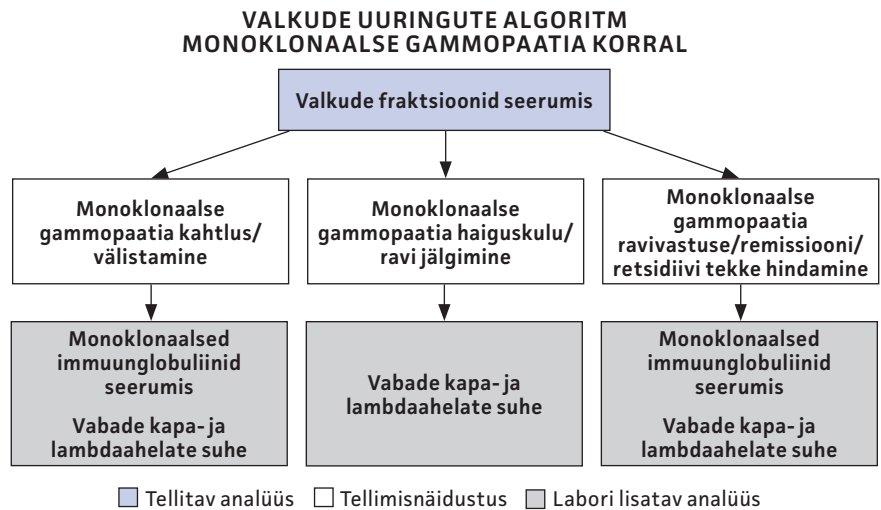 VALKUDE UURINGUTE ALGORITM
MONOKLONAALSE GAMMOPAATIA KORRAL
Valkude fraktsioonid seerumis
Monoklonaalse
gammopaatia kahtlus/
välistamine
Monoklonaalse
gammopaatia haiguskulu/
ravi jälgimine
Monoklonaalse
gammopaatia
ravivastuse/remissiooni/
retsidiivi tekke hindamine
Monoklonaalsed
immuunglobuliinid
seerumis
Vabade kapa- ja
lambdaahelate suhe
Vabade kapa- ja
lambdaahelate suhe
Monoklonaalsed
immuunglobuliinid
seerumis
Vabade kapa- ja
lambdaahelate suhe
Tellitav analüüs
Tellimisnäidustus
Labori lisatav analüüs